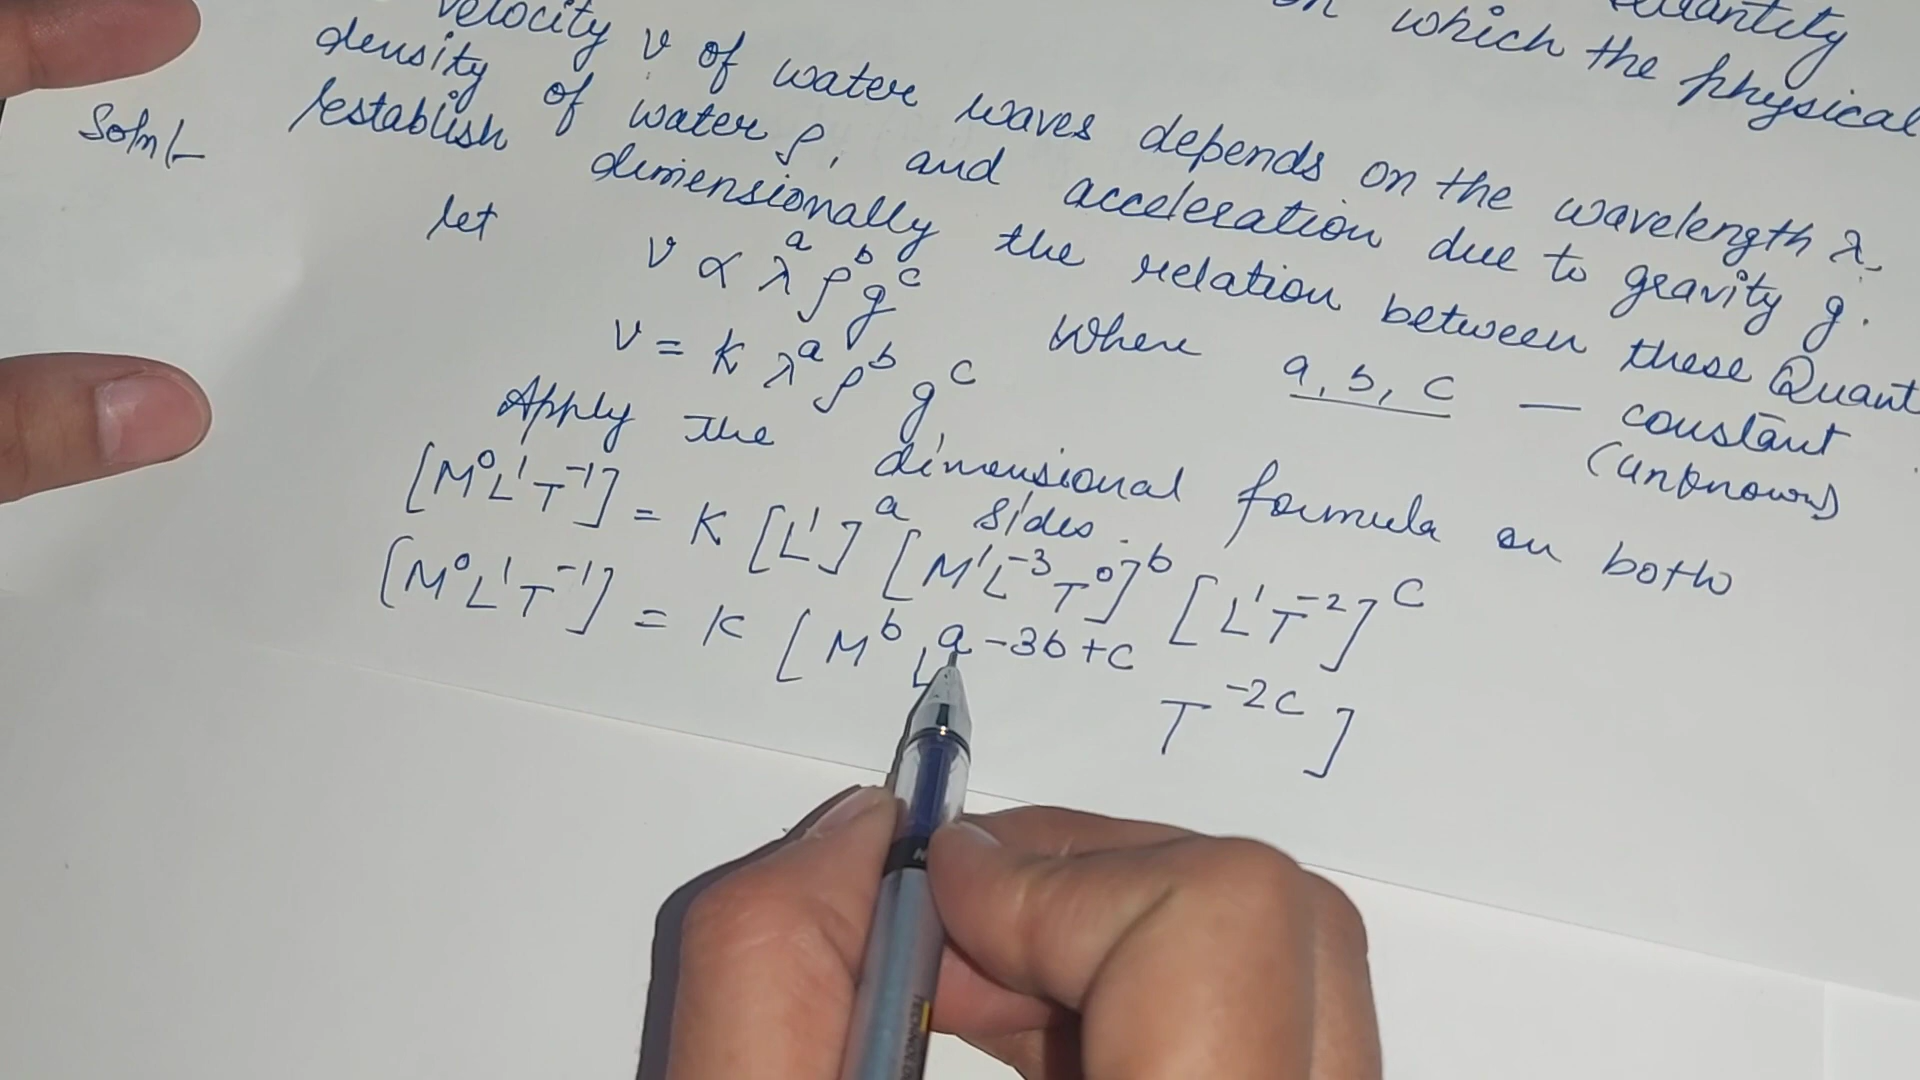 Quantity
on which the physical
velocity v of water waves depends on the wavelength λ,
density of water ρ, and acceleration due to gravity g.
establish dimensionally the relation between these Quant
Soln/-
let v ∝ λ^a ρ^b g^c
v = k λ^a ρ^b g^c, where a, b, c — constant
(unknown)
Apply the dimensional formula on both
sides.
[M^0 L^1 T^-1] = K [L^1]^a [M^1 L^-3 T^0]^b [L^1 T^-2]^c
[M^0 L^1 T^-1] = K [M^b L^a-3b+c T^-2c]